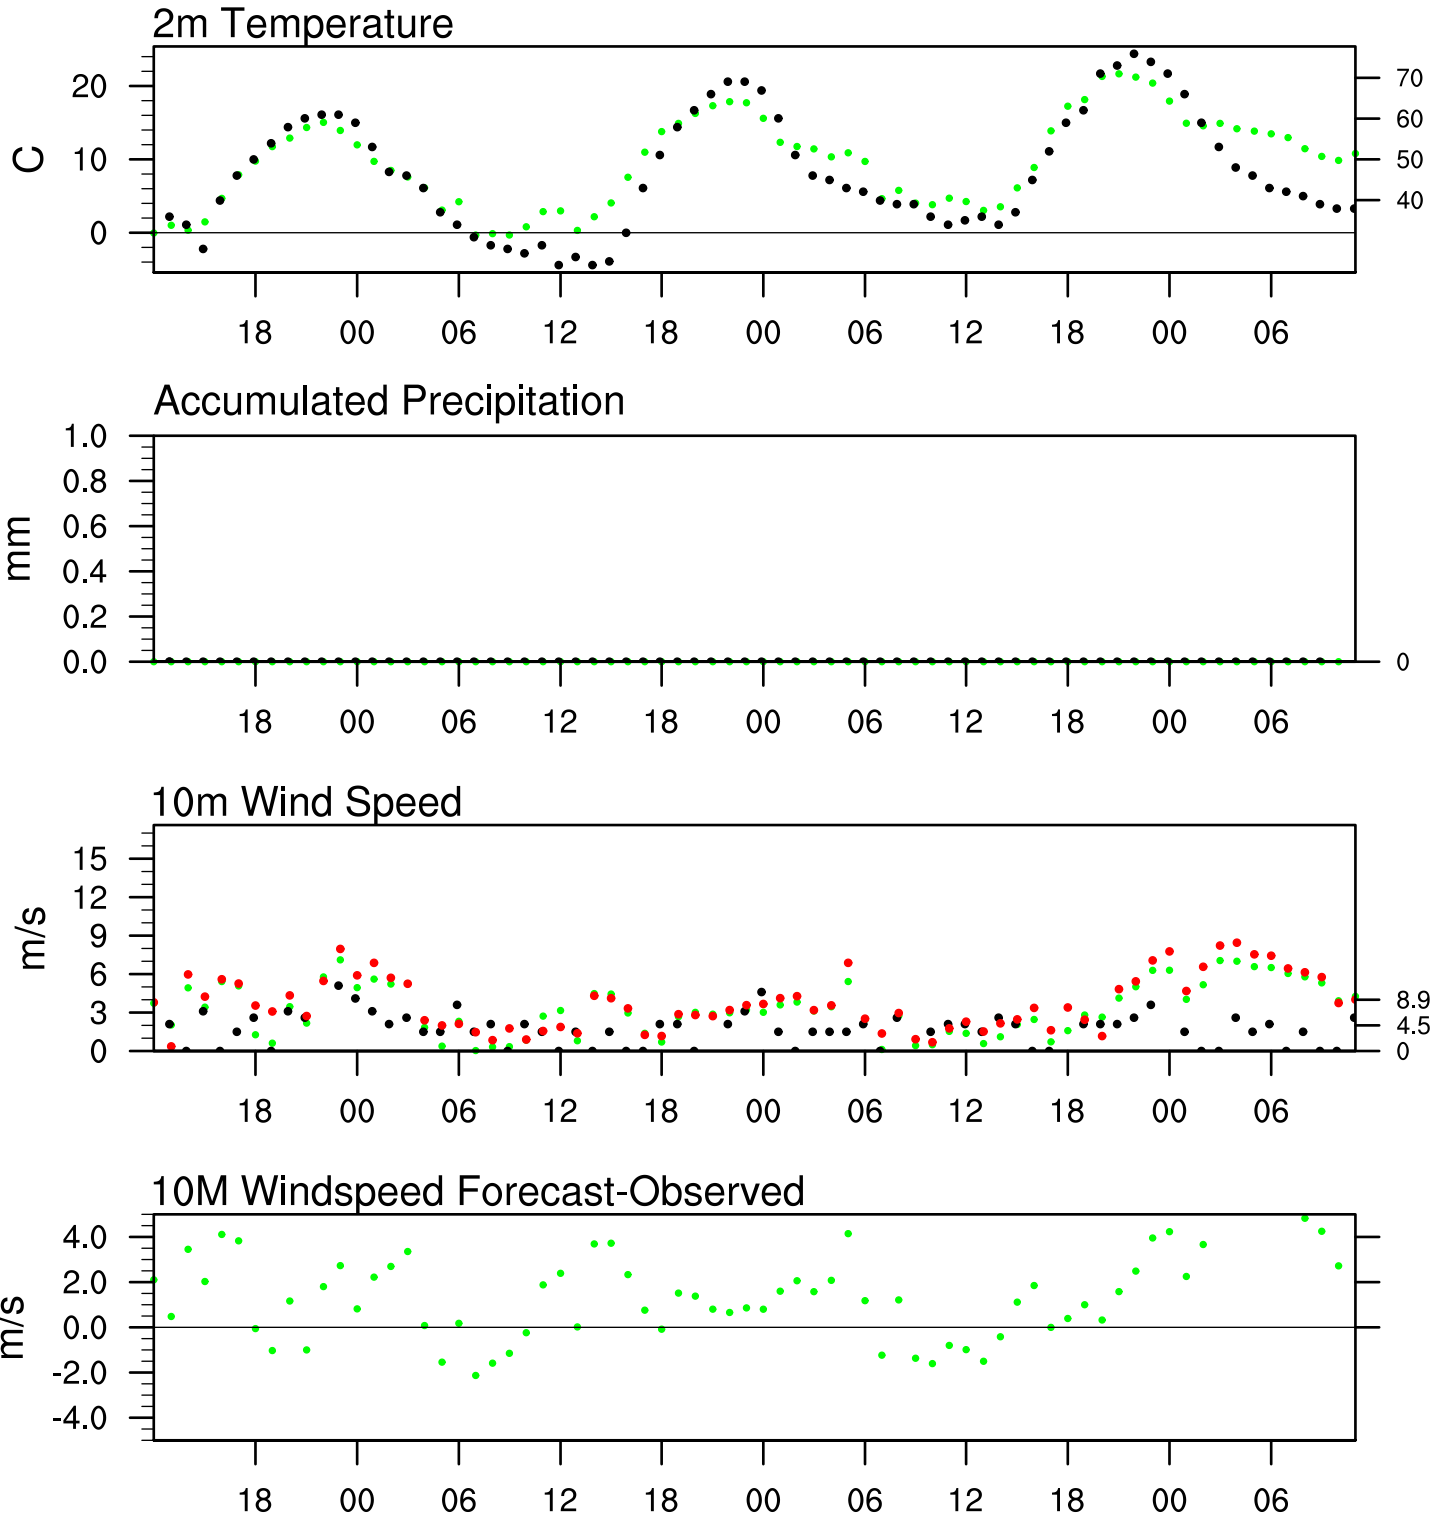 2m Temperature
20
10
0
C
70
60
50
40
18 00 06 12 18 00 06 12 18 00 06
Accumulated Precipitation
1.0
0.8
0.6
0.4
0.2
0.0
mm
0
18 00 06 12 18 00 06 12 18 00 06
10m Wind Speed
15
12
9
6
3
0
m/s
8.9
4.5
0
18 00 06 12 18 00 06 12 18 00 06
10M Windspeed Forecast-Observed
4.0
2.0
0.0
-2.0
-4.0
m/s
18 00 06 12 18 00 06 12 18 00 06